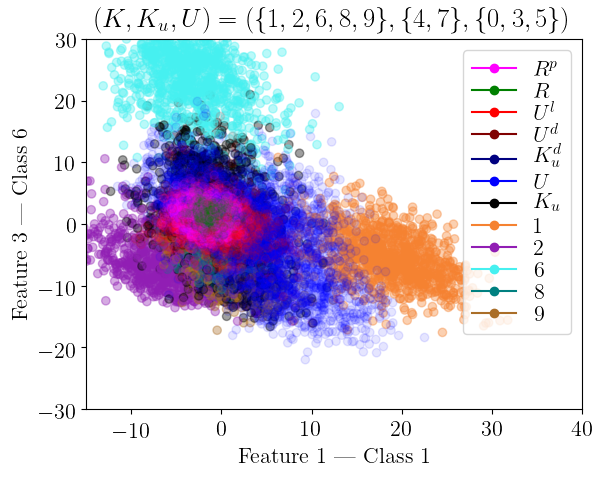 (K, K_u, U) = ({1, 2, 6, 8, 9}, {4, 7}, {0, 3, 5})
30
20
10
0
−10
−20
−30
Feature 3 — Class 6
−10
0
10
20
30
40
Feature 1 — Class 1
R^p
R
U^l
U^d
K_u^d
U
K_u
1
2
6
8
9